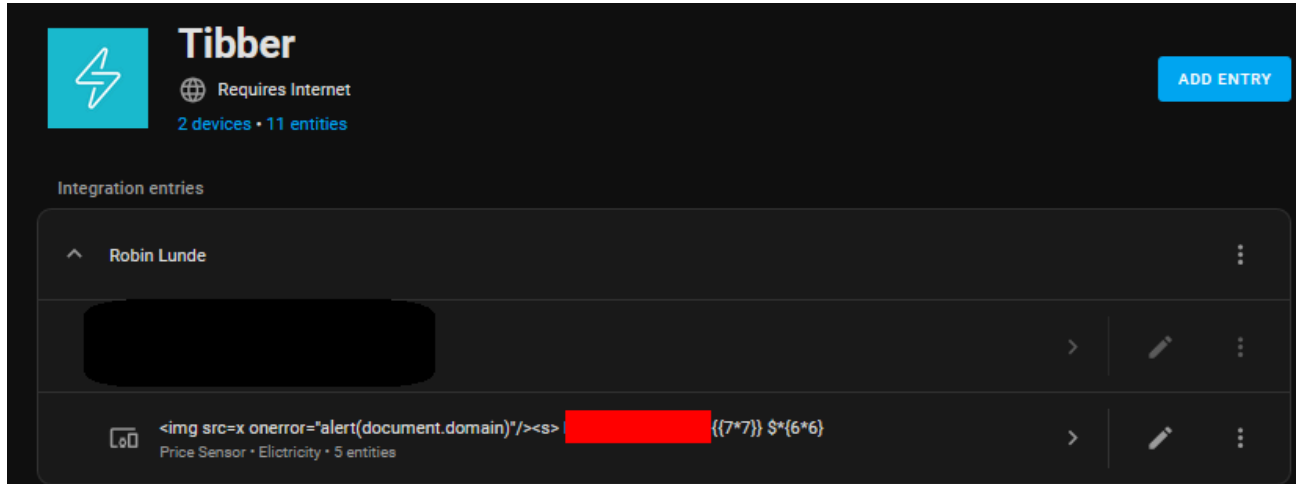 Tibber
Requires Internet
ADD ENTRY
2 devices • 11 entities
Integration entries
Robin Lunde
<img src=x onerror="alert(document.domain)"/><s> {{7*7}} $*{6*6}
Price Sensor • Elictricity • 5 entities